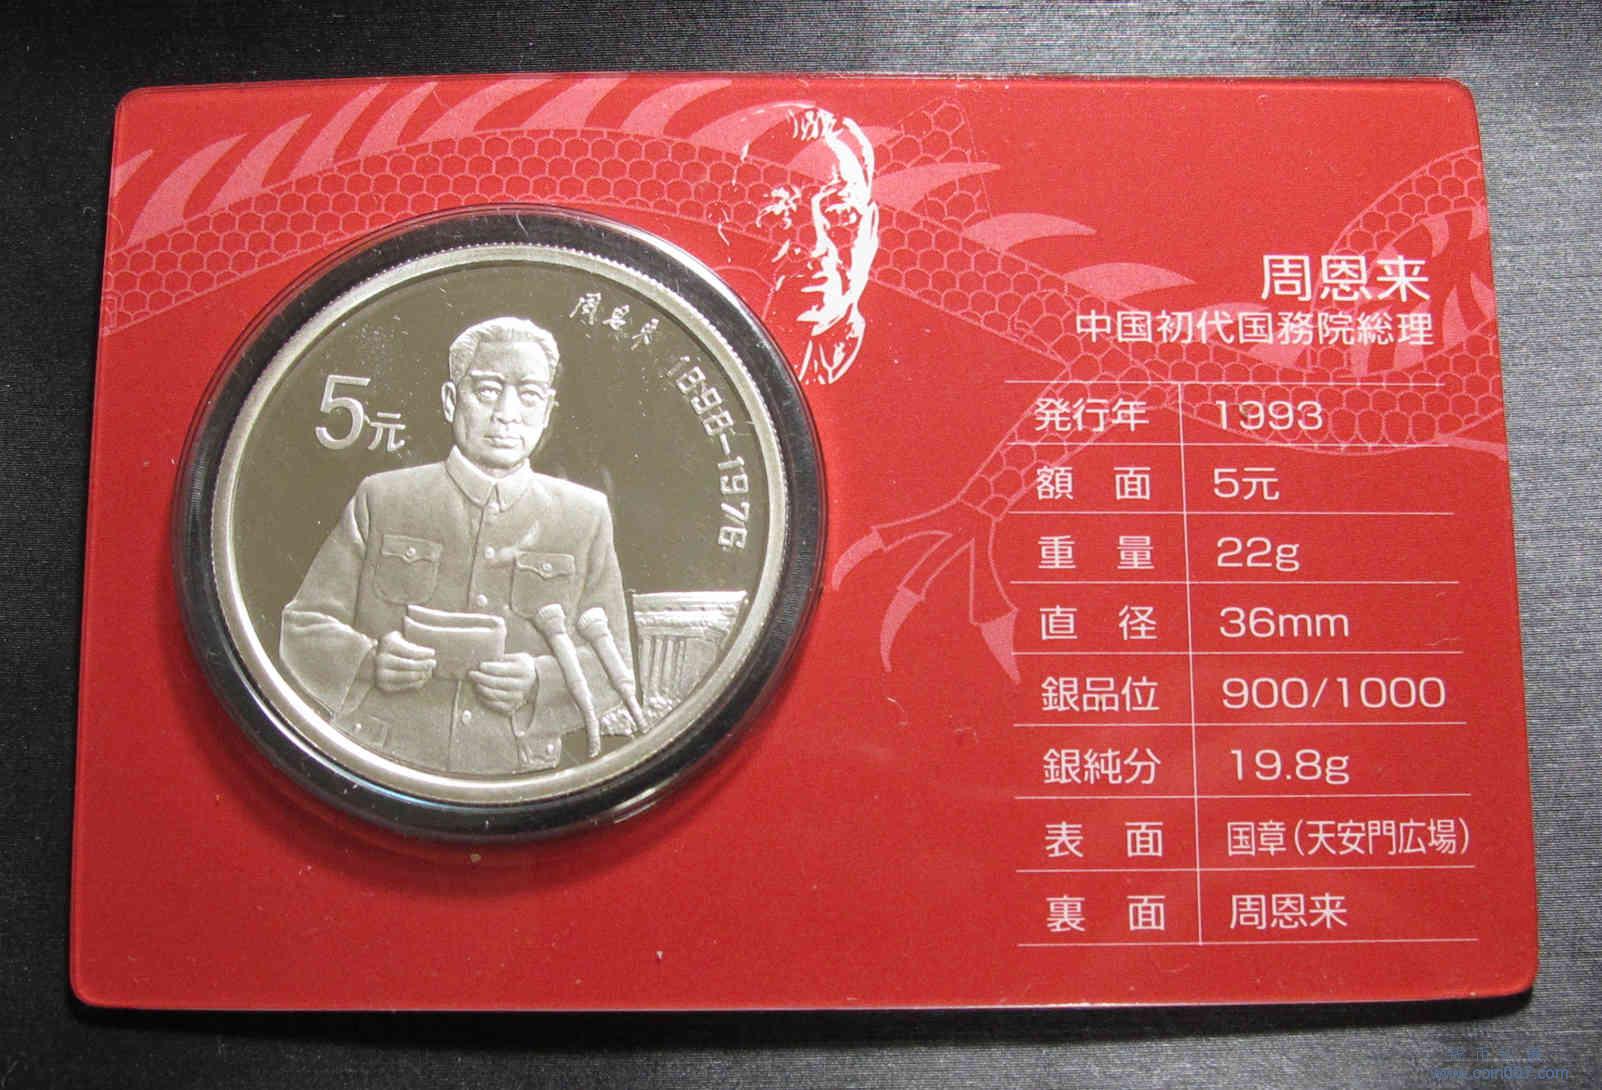 周恩来
5元
1898-1976
周恩来
中国初代国務院総理
発行年 1993
額 面 5元
重 量 22g
直 径 36mm
銀品位 900/1000
銀純分 19.8g
表 面 国章(天安門広場)
裏 面 周恩来
www.coin007.com